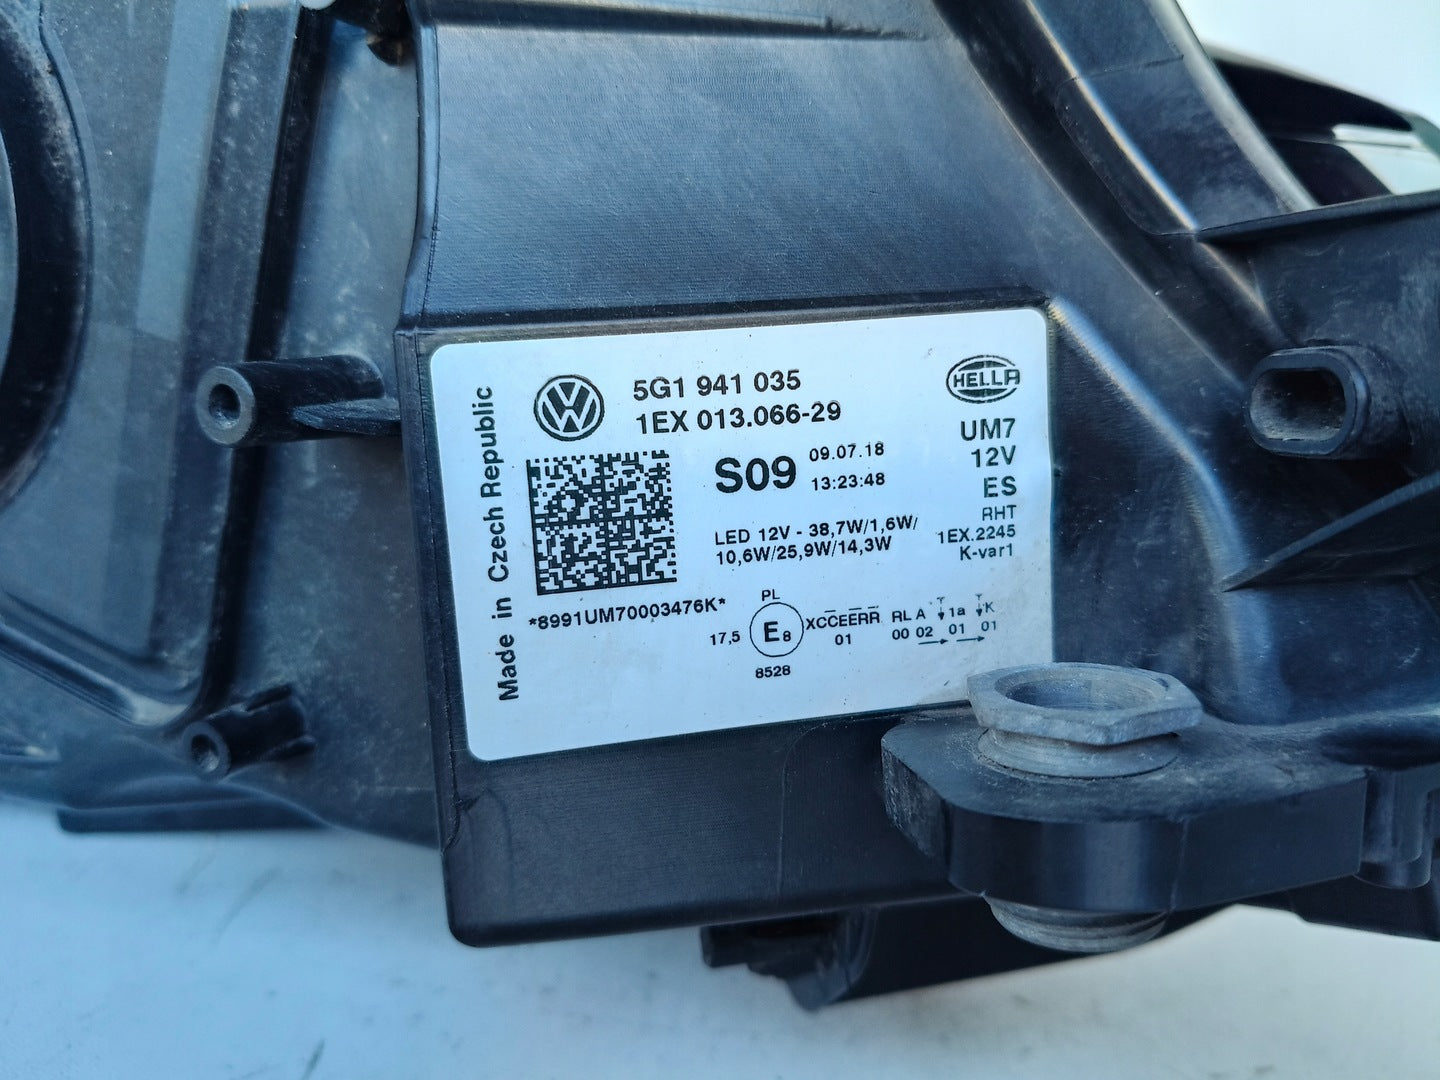 Made in Czech Republic
5G1 941 035
1EX 013.066-29
HELLA
S09
09.07.18
13:23:48
UM7
12V
ES
RHT
1EX.2245
K-var1
LED 12V - 38,7W/1,6W/
10,6W/25,9W/14,3W
*8991UM70003476K*
PL
17,5
E8
8528
XCCEERR RL A 1a K
01 00 02 01 01